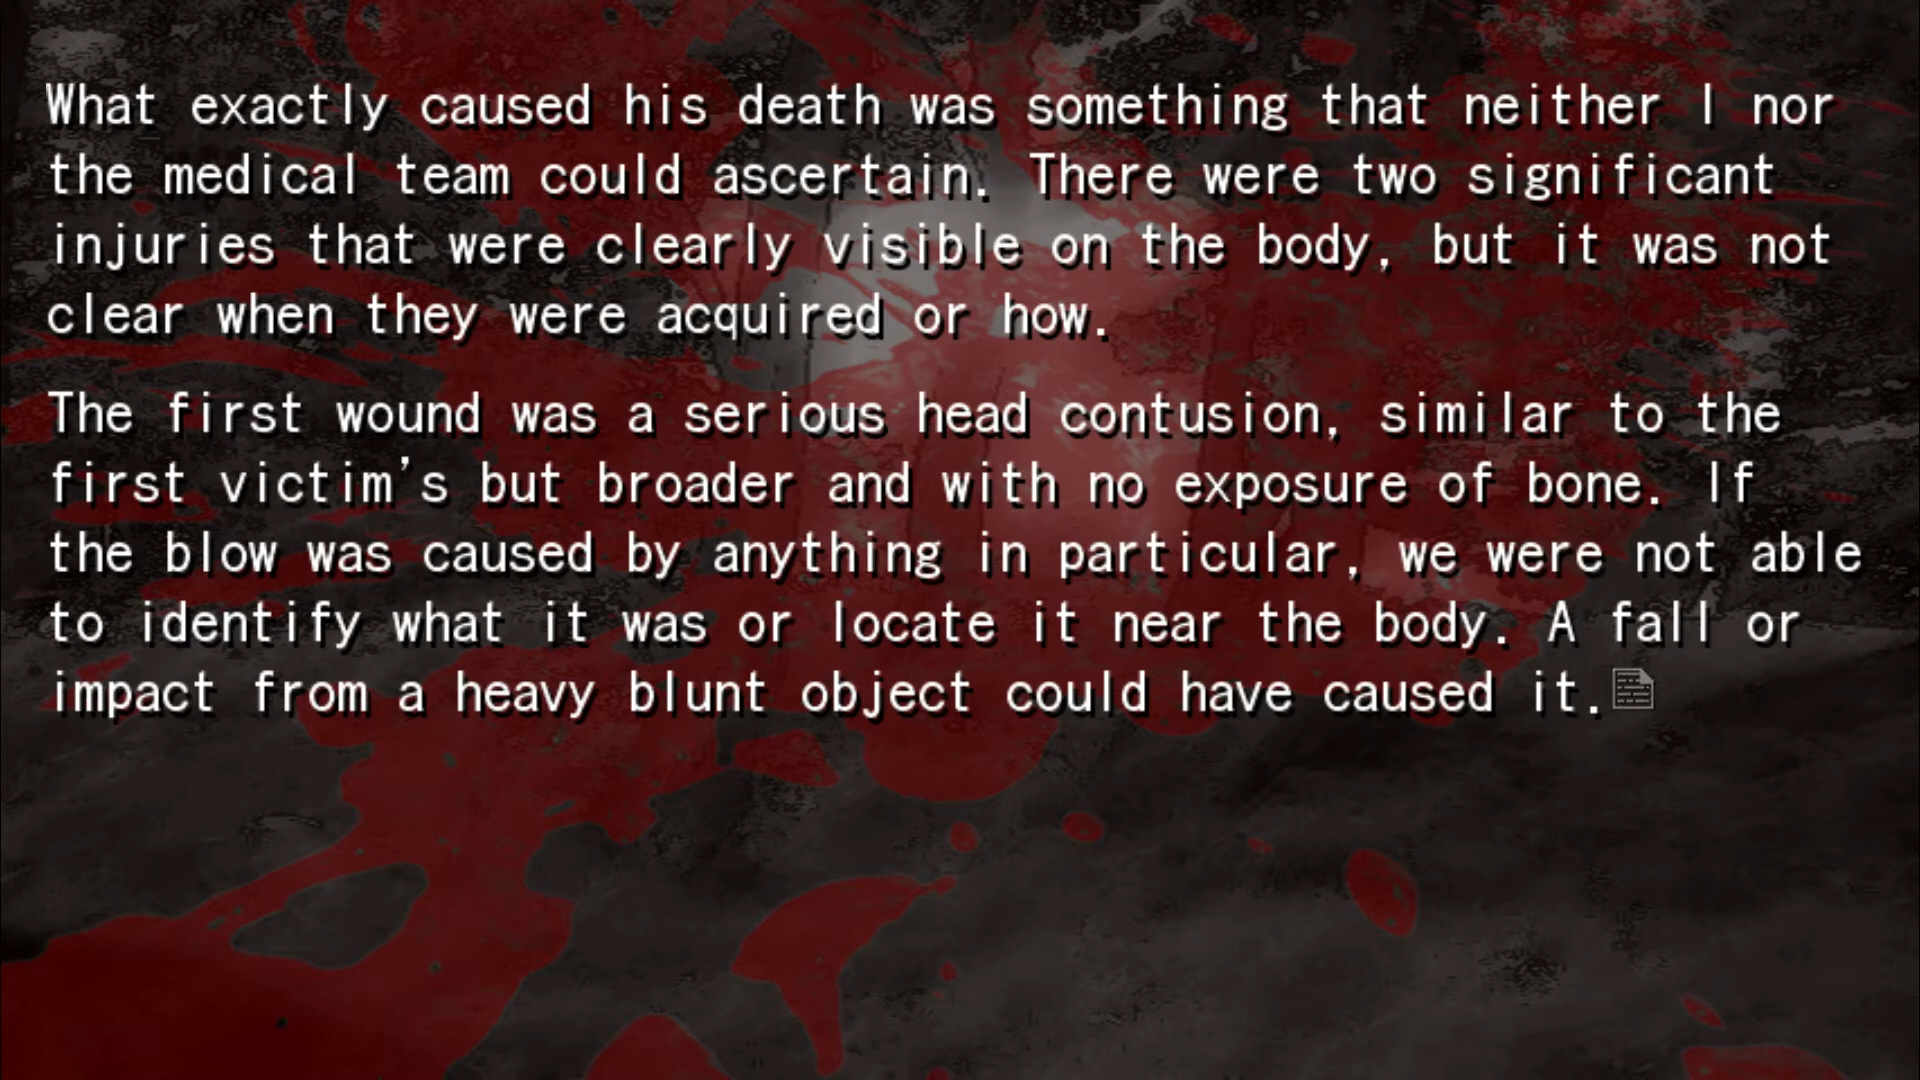 What exactly caused his death was something that neither I nor
the medical team could ascertain. There were two significant
injuries that were clearly visible on the body, but it was not
clear when they were acquired or how.
The first wound was a serious head contusion, similar to the
first victim's but broader and with no exposure of bone. If
the blow was caused by anything in particular, we were not able
to identify what it was or locate it near the body. A fall or
impact from a heavy blunt object could have caused it.